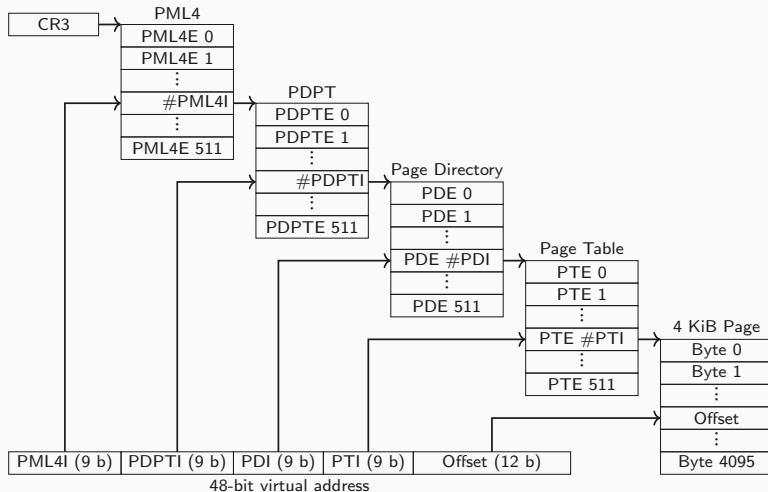 CR3
PML4
PML4E 0
PML4E 1
⋮
#PML4I
⋮
PML4E 511
PDPT
PDPTE 0
PDPTE 1
⋮
#PDPTI
⋮
PDPTE 511
Page Directory
PDE 0
PDE 1
⋮
PDE #PDI
⋮
PDE 511
Page Table
PTE 0
PTE 1
⋮
PTE #PTI
⋮
PTE 511
4 KiB Page
Byte 0
Byte 1
⋮
Offset
⋮
Byte 4095
PML4I (9 b) PDPTI (9 b) PDI (9 b) PTI (9 b) Offset (12 b)
48-bit virtual address